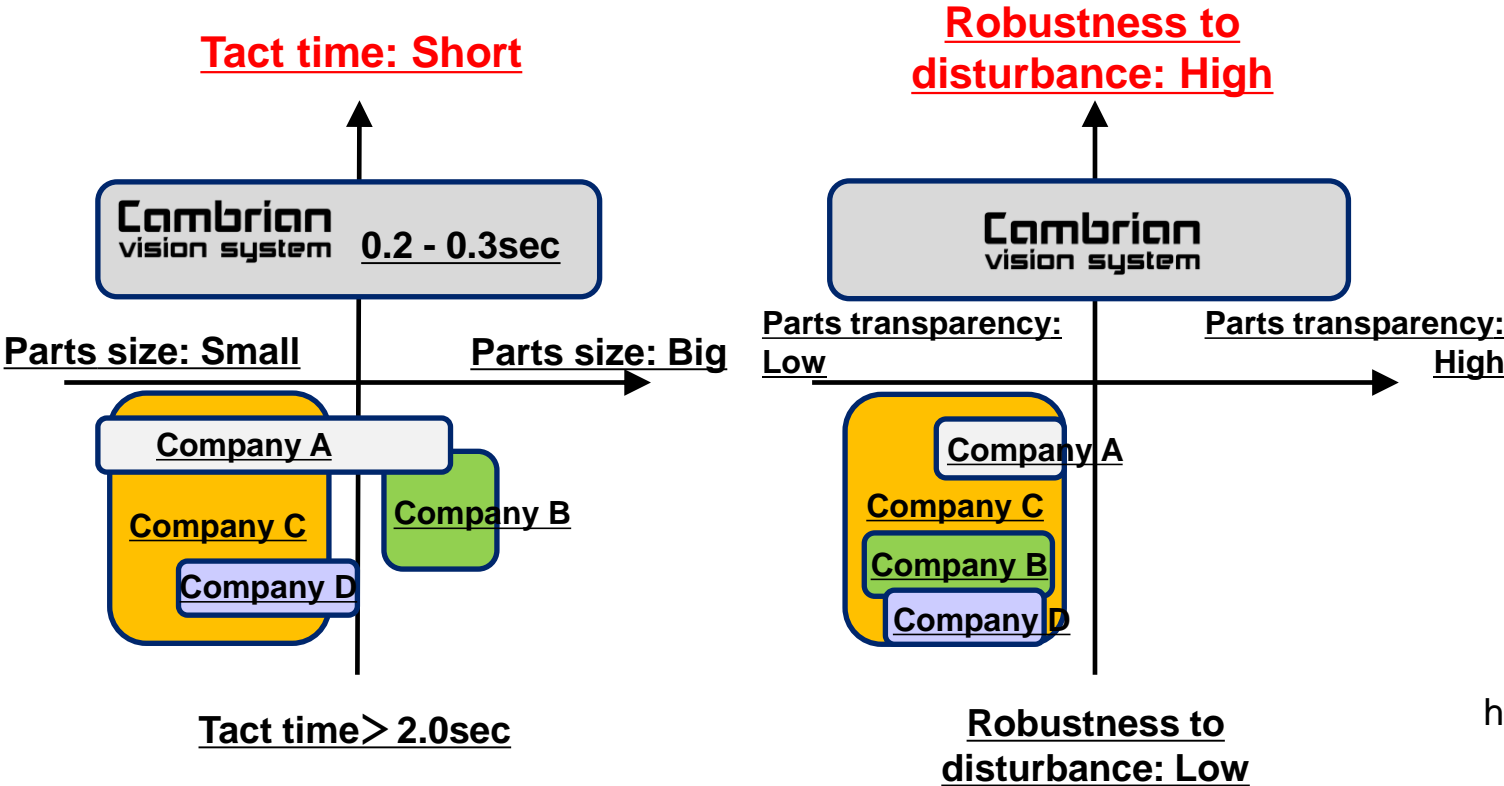 Tact time: Short
Cambrian
vision system
0.2 - 0.3sec
Parts size: Small
Parts size: Big
Company A
Company B
Company C
Company D
Tact time＞2.0sec
Robustness to
disturbance: High
Cambrian
vision system
Parts transparency:
Low
Parts transparency:
High
Company A
Company C
Company B
Company D
Robustness to
disturbance: Low
h